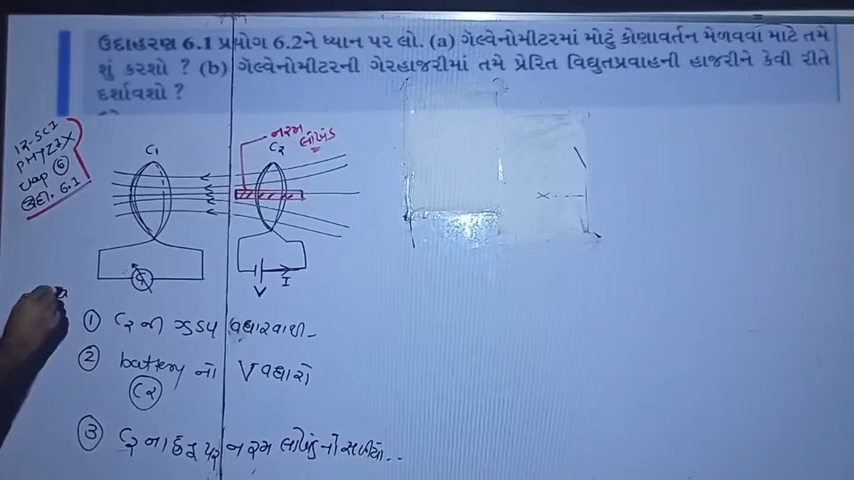 ઉદાહરણ 6.1 પ્રયોગ 6.2ને ધ્યાન પર લો. (a) ગૅલ્વેનોમીટરમાં મોટું કોણાવર્તન મેળવવા માટે તમે
શું કરશો ? (b) ગૅલ્વેનોમીટરની ગેરહાજરીમાં તમે પ્રેરિત વિદ્યુતપ્રવાહની હાજરીને કેવી રીતે
દર્શાવશો ?
12-SCI
PHYZIX
ચાપ્ 6
ઉદા. 6.1
C1
C2
નરમ
લોખંડ
G
V
I
1 C2 ની ઝડપ વધારવાથી
2 battery નો V વધારો
C2
3 C2 ના કેન્દ્ર પર નરમ લોખંડનો સળીયો..